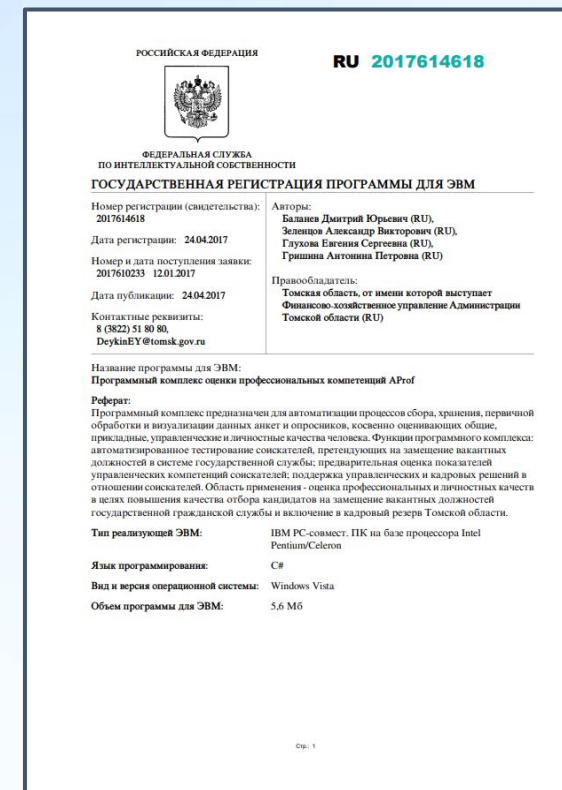 РОССИЙСКАЯ ФЕДЕРАЦИЯ
RU 2017614618
ФЕДЕРАЛЬНАЯ СЛУЖБА
ПО ИНТЕЛЛЕКТУАЛЬНОЙ СОБСТВЕННОСТИ
ГОСУДАРСТВЕННАЯ РЕГИСТРАЦИЯ ПРОГРАММЫ ДЛЯ ЭВМ
Номер регистрации (свидетельства):
2017614618
Дата регистрации: 24.04.2017
Номер и дата поступления заявки:
2017610233 12.01.2017
Дата публикации: 24.04.2017
Контактные реквизиты:
8 (3822) 51 80 80,
DeykinEY@tomsk.gov.ru
Авторы:
Баланев Дмитрий Юрьевич (RU),
Зеленцов Александр Викторович (RU),
Глухова Евгения Сергеевна (RU),
Гришина Антонина Петровна (RU)
Правообладатель:
Томская область, от имени которой выступает
Финансово-хозяйственное управление Администрации
Томской области (RU)
Название программы для ЭВМ:
Программный комплекс оценки профессиональных компетенций AProf
Реферат:
Программный комплекс предназначен для автоматизации процессов сбора, хранения, первичной
обработки и визуализации данных анкет и опросников, косвенно оценивающих общие,
прикладные, управленческие и личностные качества человека. Функции программного комплекса:
автоматизированное тестирование соискателей, претендующих на замещение вакантных
должностей в системе государственной службы; предварительная оценка показателей
управленческих компетенций соискателей; поддержка управленческих и кадровых решений в
отношении соискателей. Область применения - оценка профессиональных и личностных качеств
в целях повышения качества отбора кандидатов на замещение вакантных должностей
государственной гражданской службы и включение в кадровый резерв Томской области.
Тип реализующей ЭВМ: IBM PC-совмест. ПК на базе процессора Intel
Pentium/Celeron
Язык программирования: C#
Вид и версия операционной системы: Windows Vista
Объем программы для ЭВМ: 5,6 Мб
Стр.: 1